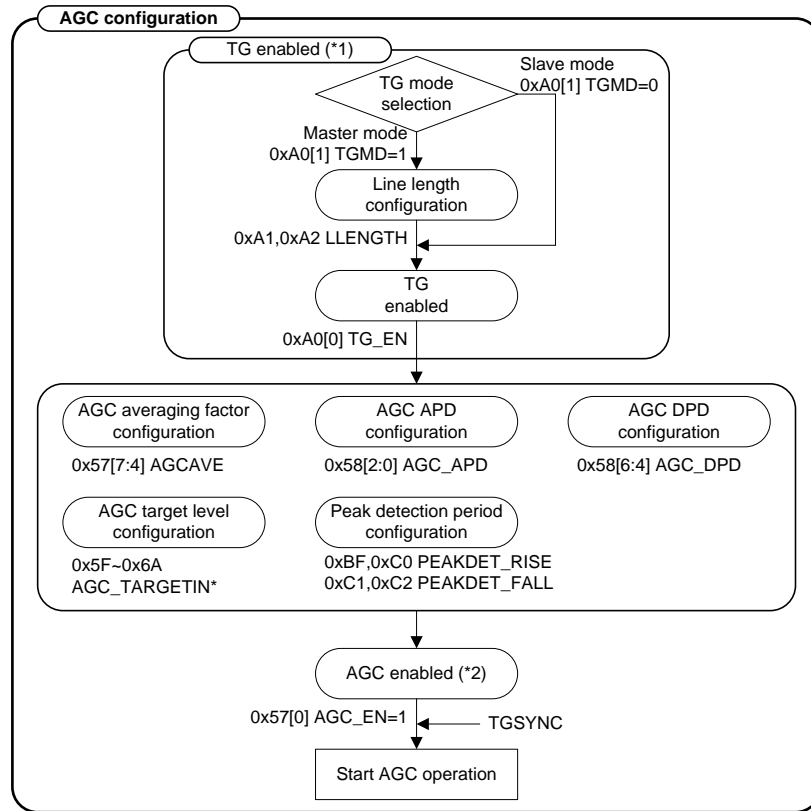 AGC configuration
TG enabled (*1)
TG mode
selection
Slave mode
0xA0[1] TGMD=0
Master mode
0xA0[1] TGMD=1
Line length
configuration
0xA1,0xA2 LLENGTH
TG
enabled
0xA0[0] TG_EN
AGC averaging factor
configuration
0x57[7:4] AGCAVE
AGC APD
configuration
0x58[2:0] AGC_APD
AGC DPD
configuration
0x58[6:4] AGC_DPD
AGC target level
configuration
0x5F~0x6A
AGC_TARGETIN*
Peak detection period
configuration
0xBF,0xC0 PEAKDET_RISE
0xC1,0xC2 PEAKDET_FALL
AGC enabled (*2)
0x57[0] AGC_EN=1
TGSYNC
Start AGC operation